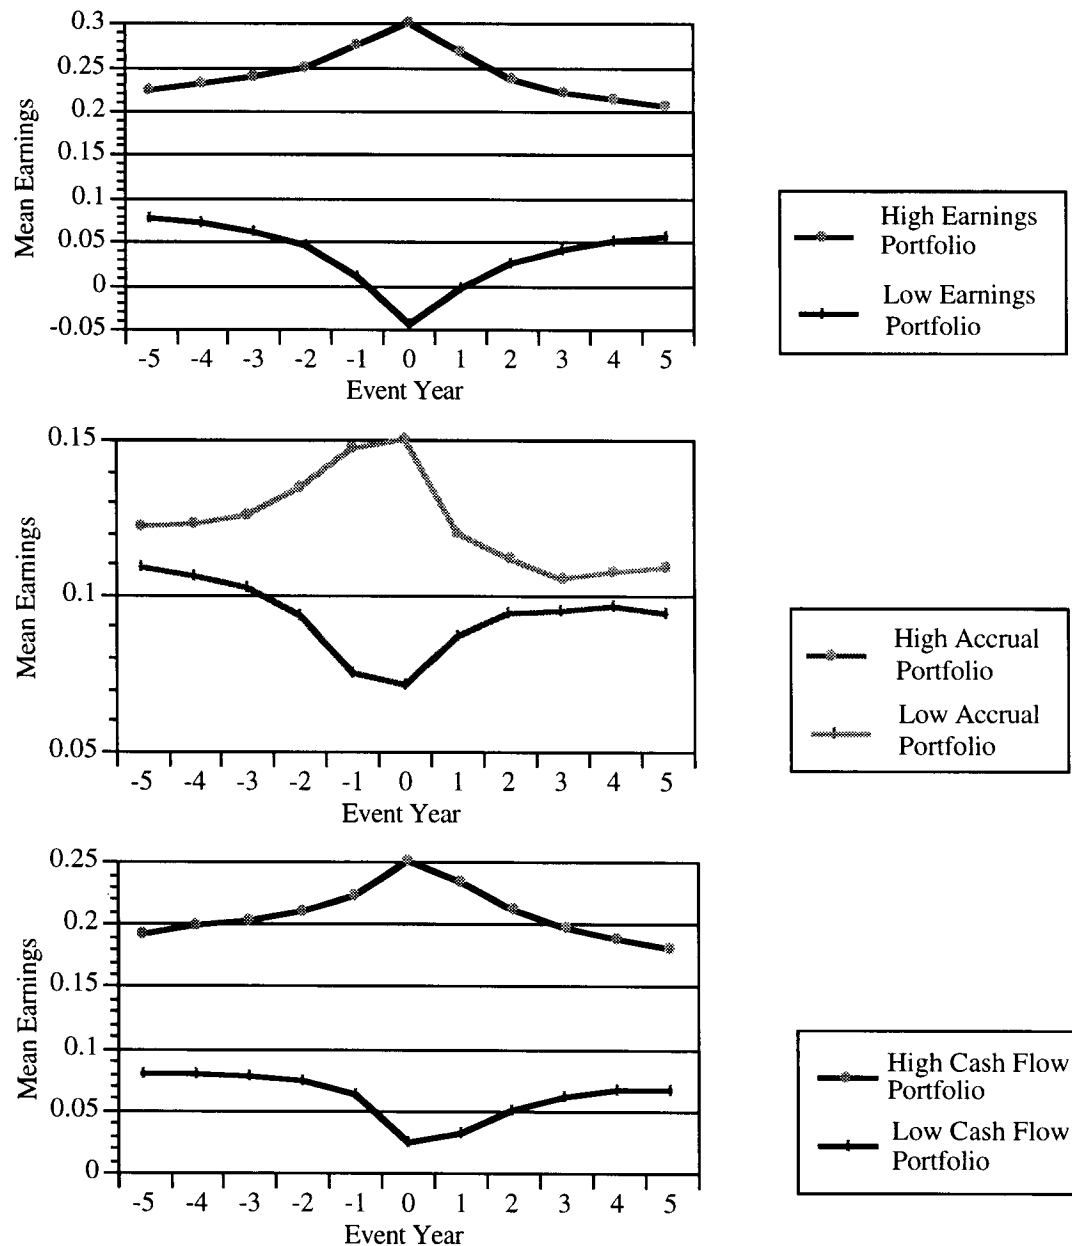 Mean Earnings
0.3
0.25
0.2
0.15
0.1
0.05
0
-0.05
-5 -4 -3 -2 -1 0 1 2 3 4 5
Event Year
High Earnings
Portfolio
Low Earnings
Portfolio
Mean Earnings
0.15
0.1
0.05
-5 -4 -3 -2 -1 0 1 2 3 4 5
Event Year
High Accrual
Portfolio
Low Accrual
Portfolio
Mean Earnings
0.25
0.2
0.15
0.1
0.05
0
-5 -4 -3 -2 -1 0 1 2 3 4 5
Event Year
High Cash Flow
Portfolio
Low Cash Flow
Portfolio